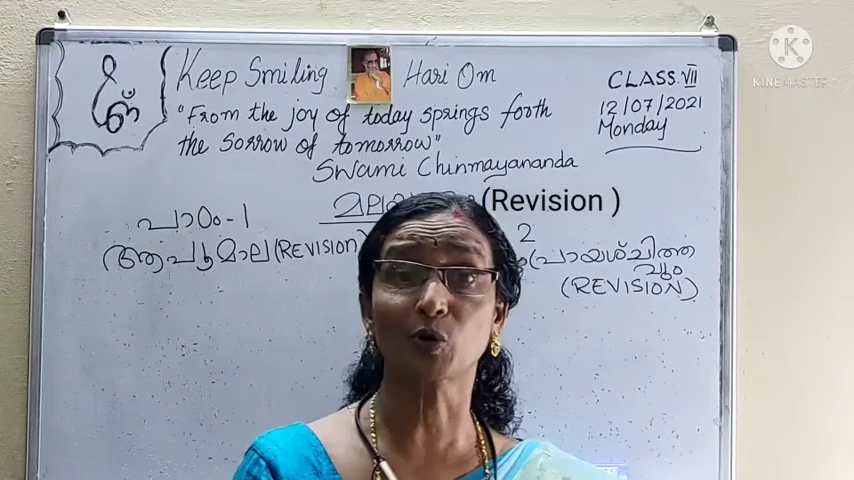 Keep Smiling Hari Om
"From the joy of today springs forth
the sorrow of tomorrow"
Swami Chinmayananda
CLASS. VII
12/07/2021
Monday
(Revision )
പാഠം-1
ആ പൂമാല (REVISION)
2
പ്രായശ്ചിത്ത
വും
(REVISION)
KINEMASTER